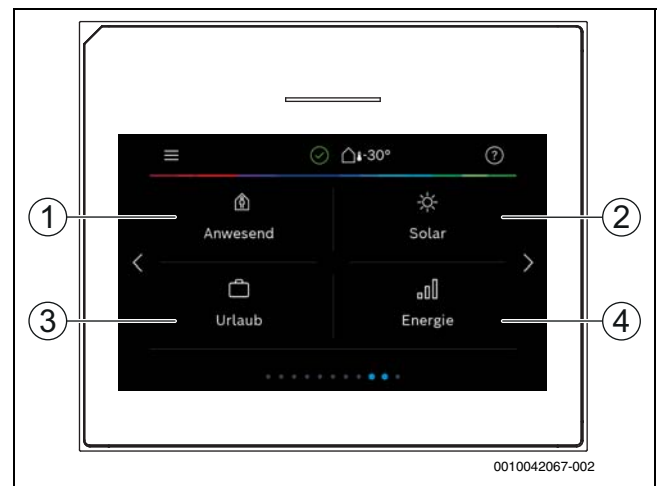 -30°
?
1
Anwesend
Solar
2
3
Urlaub
Energie
4
0010042067-002